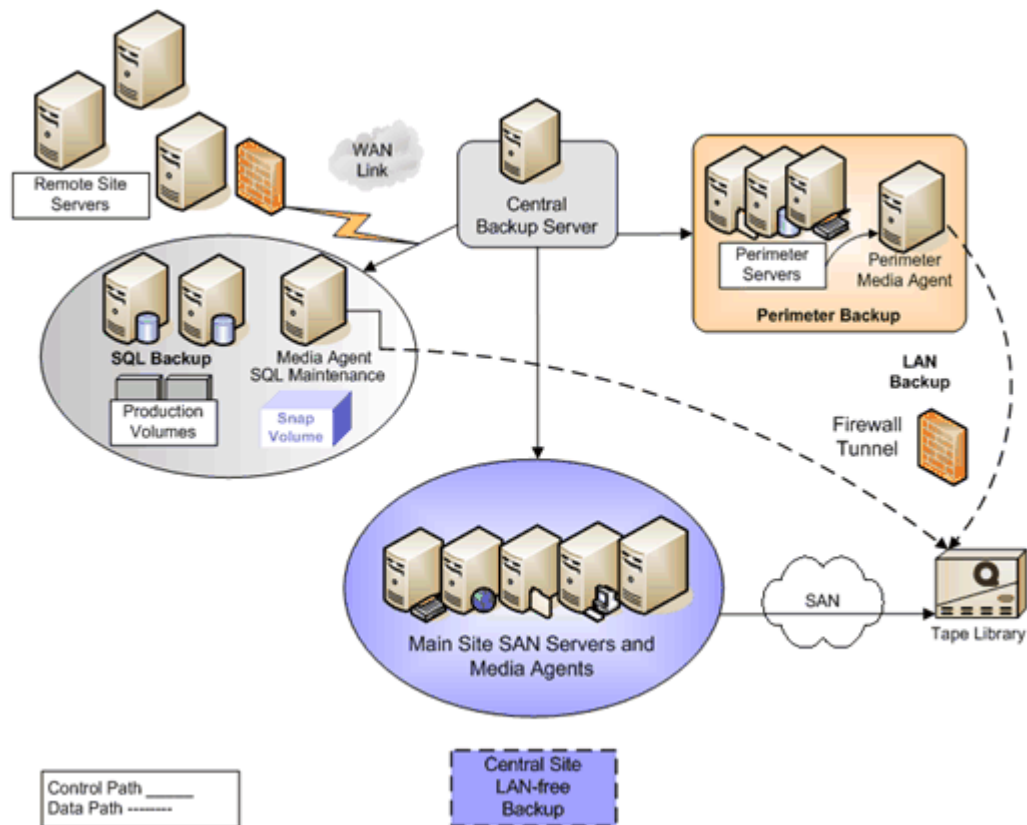 WAN
Link
Remote Site
Servers
Central
Backup Server
Perimeter
Servers
Perimeter
Media Agent
Perimeter Backup
SQL Backup
Media Agent
SQL Maintenance
Production
Volumes
Snap
Volume
LAN
Backup
Firewall
Tunnel
Main Site SAN Servers and
Media Agents
SAN
Q
Tape Library
Control Path _____
Data Path --------
Central Site
LAN-free
Backup